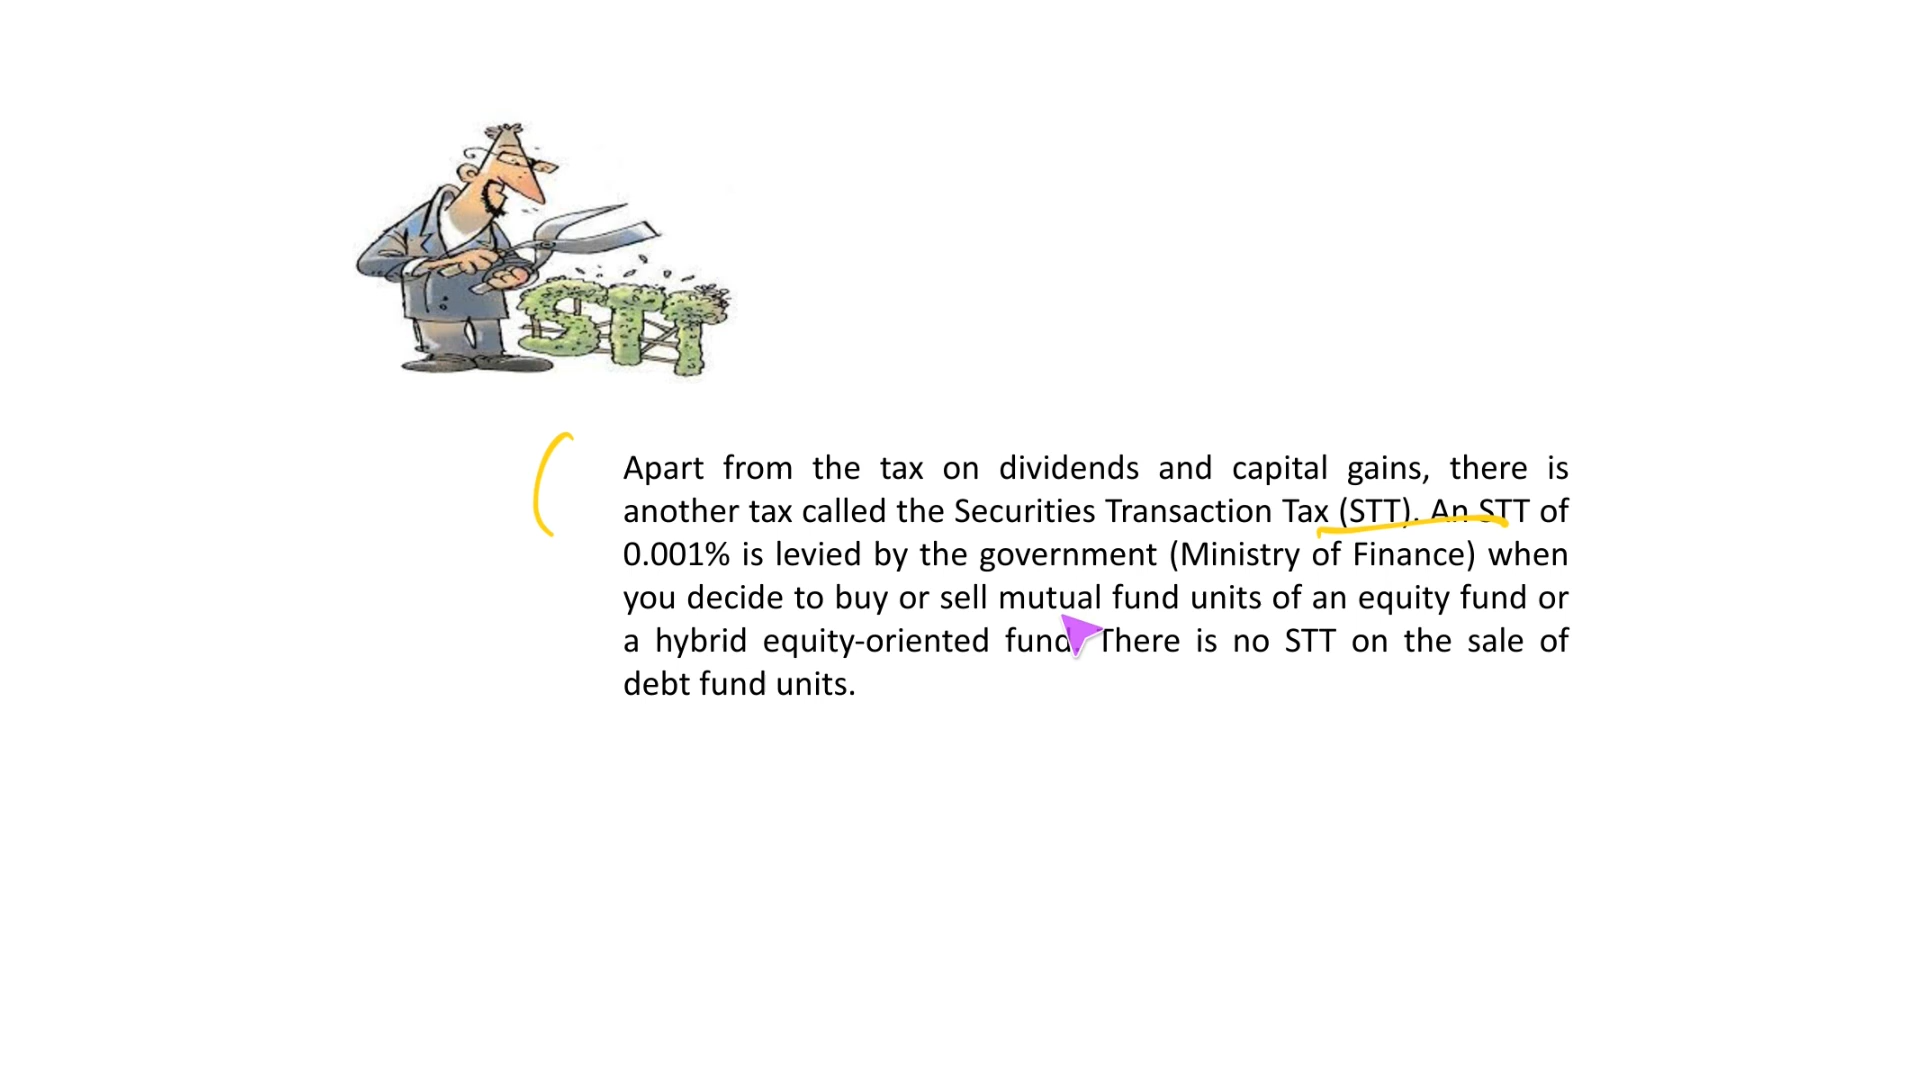 STT
Apart from the tax on dividends and capital gains, there is
another tax called the Securities Transaction Tax (STT). An STT of
0.001% is levied by the government (Ministry of Finance) when
you decide to buy or sell mutual fund units of an equity fund or
a hybrid equity-oriented fund. There is no STT on the sale of
debt fund units.